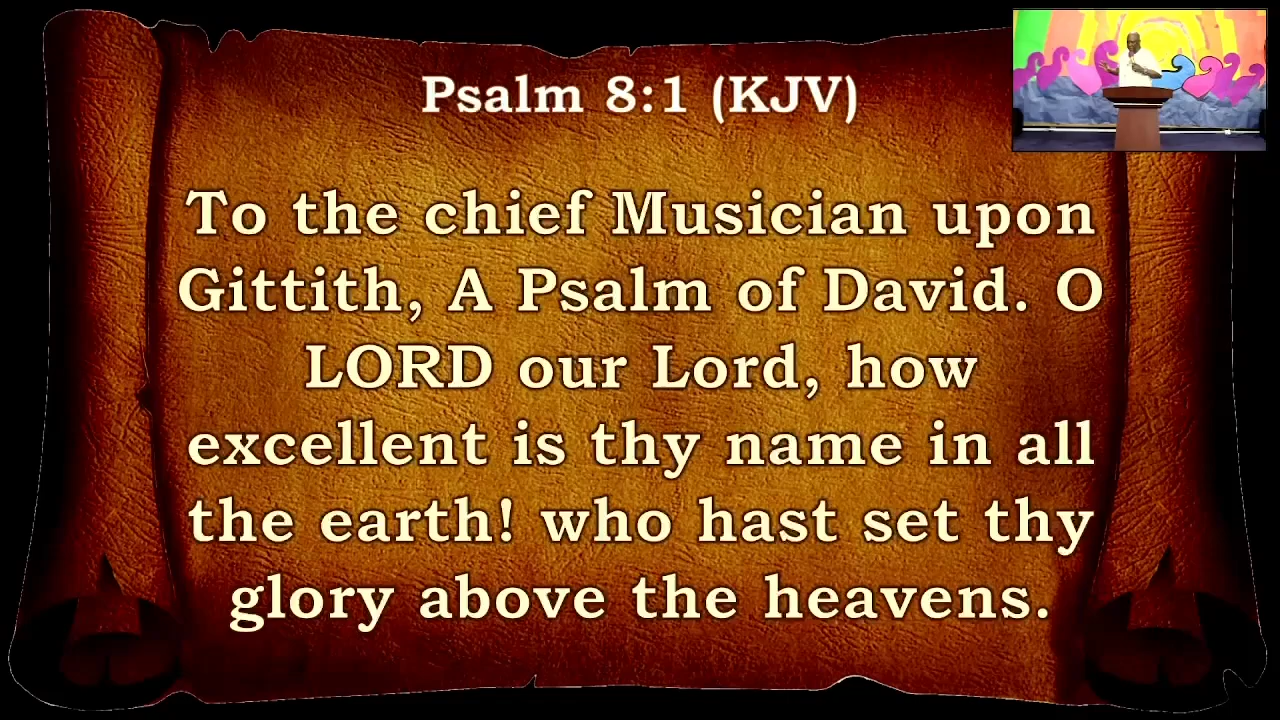 Psalm 8:1 (KJV)
To the chief Musician upon
Gittith, A Psalm of David. O
LORD our Lord, how
excellent is thy name in all
the earth! who hast set thy
glory above the heavens.